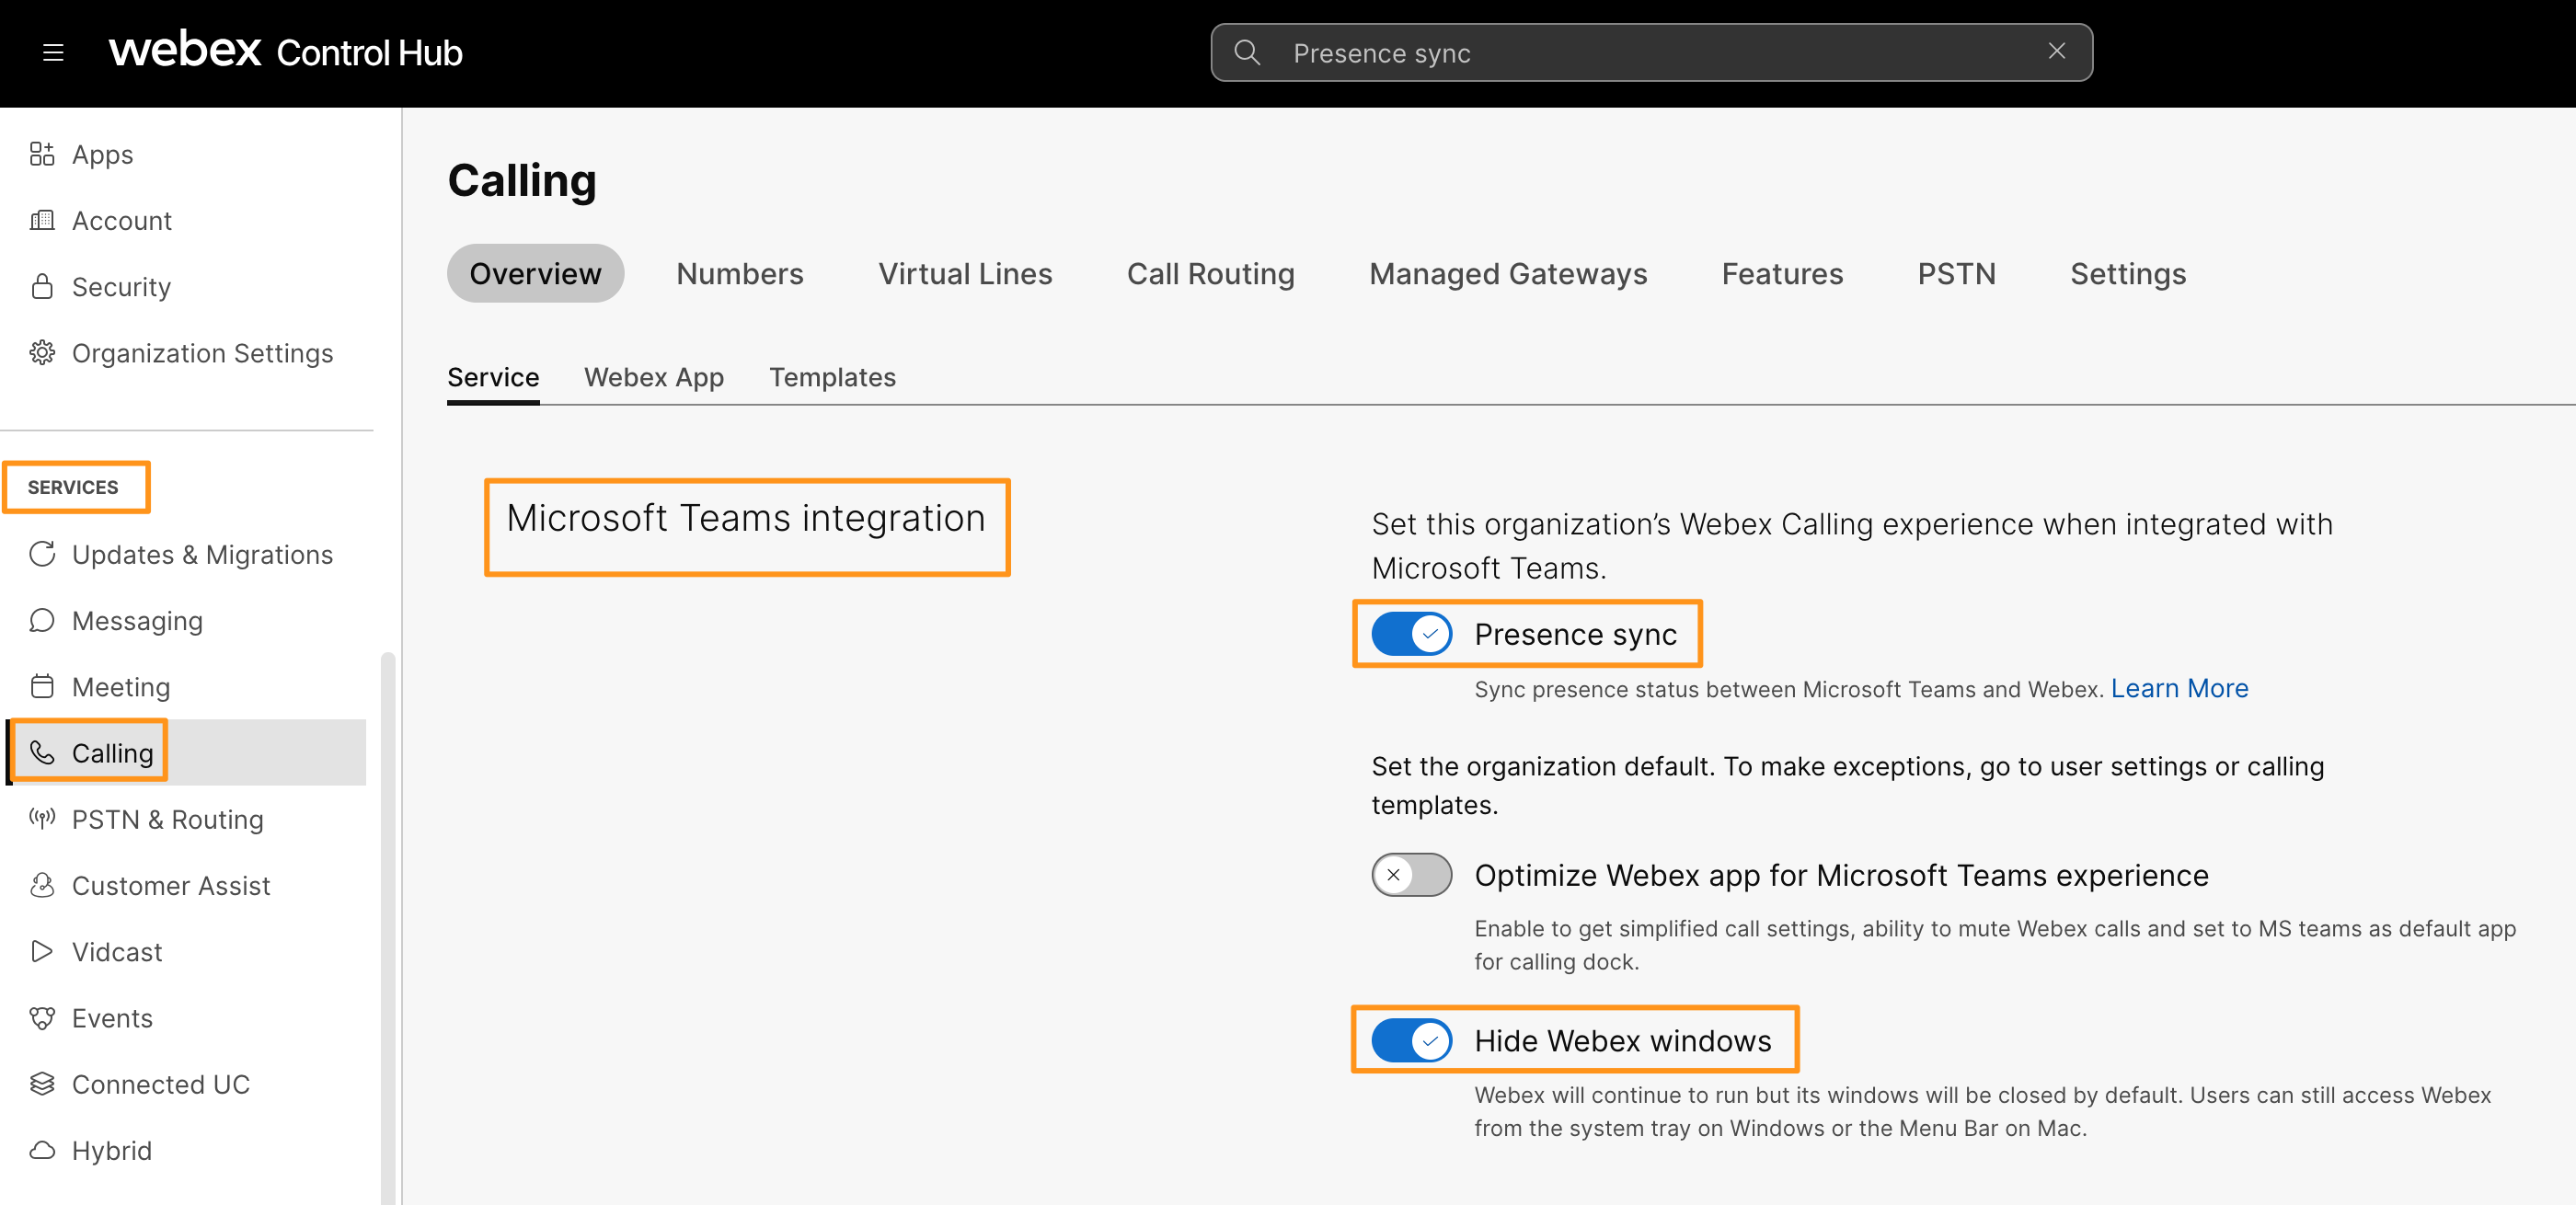 webex Control Hub
Presence sync
Apps
Account
Security
Organization Settings
SERVICES
Updates & Migrations
Messaging
Meeting
Calling
PSTN & Routing
Customer Assist
Vidcast
Events
Connected UC
Hybrid
Calling
Overview Numbers Virtual Lines Call Routing Managed Gateways Features PSTN Settings
Service Webex App Templates
Microsoft Teams integration
Set this organization’s Webex Calling experience when integrated with
Microsoft Teams.
Presence sync
Sync presence status between Microsoft Teams and Webex. Learn More
Set the organization default. To make exceptions, go to user settings or calling
templates.
Optimize Webex app for Microsoft Teams experience
Enable to get simplified call settings, ability to mute Webex calls and set to MS teams as default app
for calling dock.
Hide Webex windows
Webex will continue to run but its windows will be closed by default. Users can still access Webex
from the system tray on Windows or the Menu Bar on Mac.